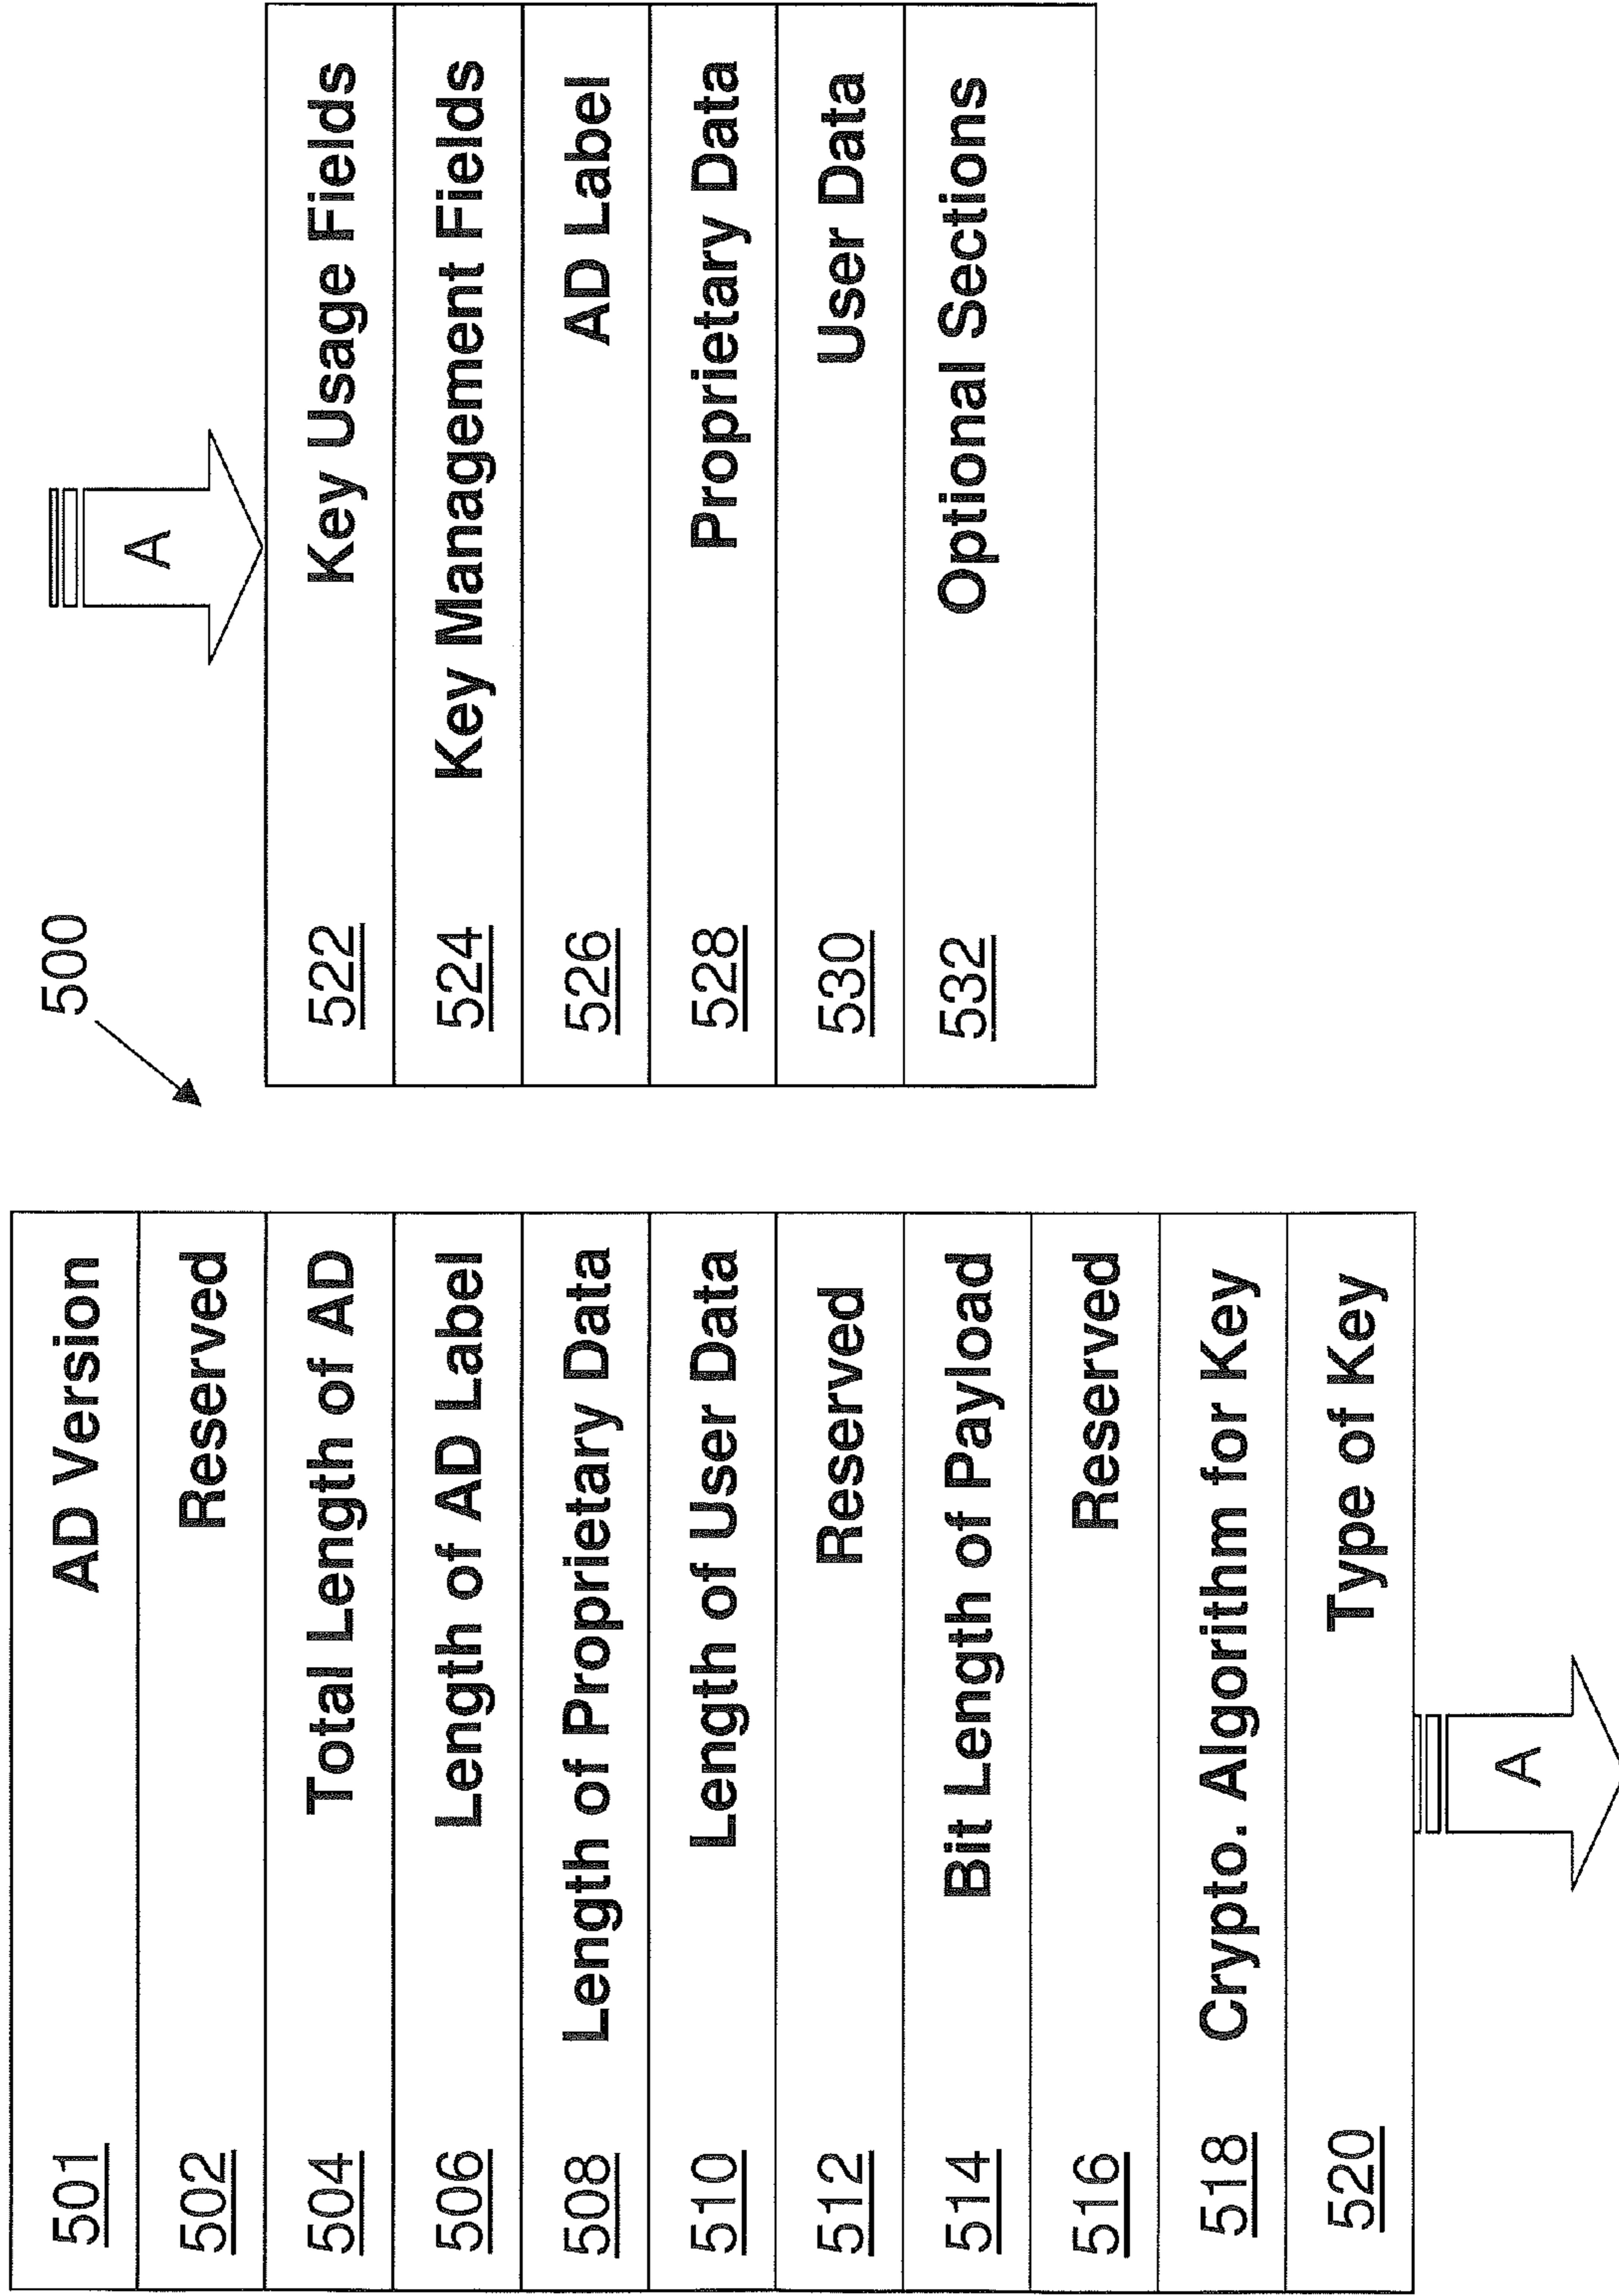 500
501 AD Version
502 Reserved
504 Total Length of AD
506 Length of AD Label
508 Length of Proprietary Data
510 Length of User Data
512 Reserved
514 Bit Length of Payload
516 Reserved
518 Crypto. Algorithm for Key
520 Type of Key
A
A
522 Key Usage Fields
524 Key Management Fields
526 AD Label
528 Proprietary Data
530 User Data
532 Optional Sections